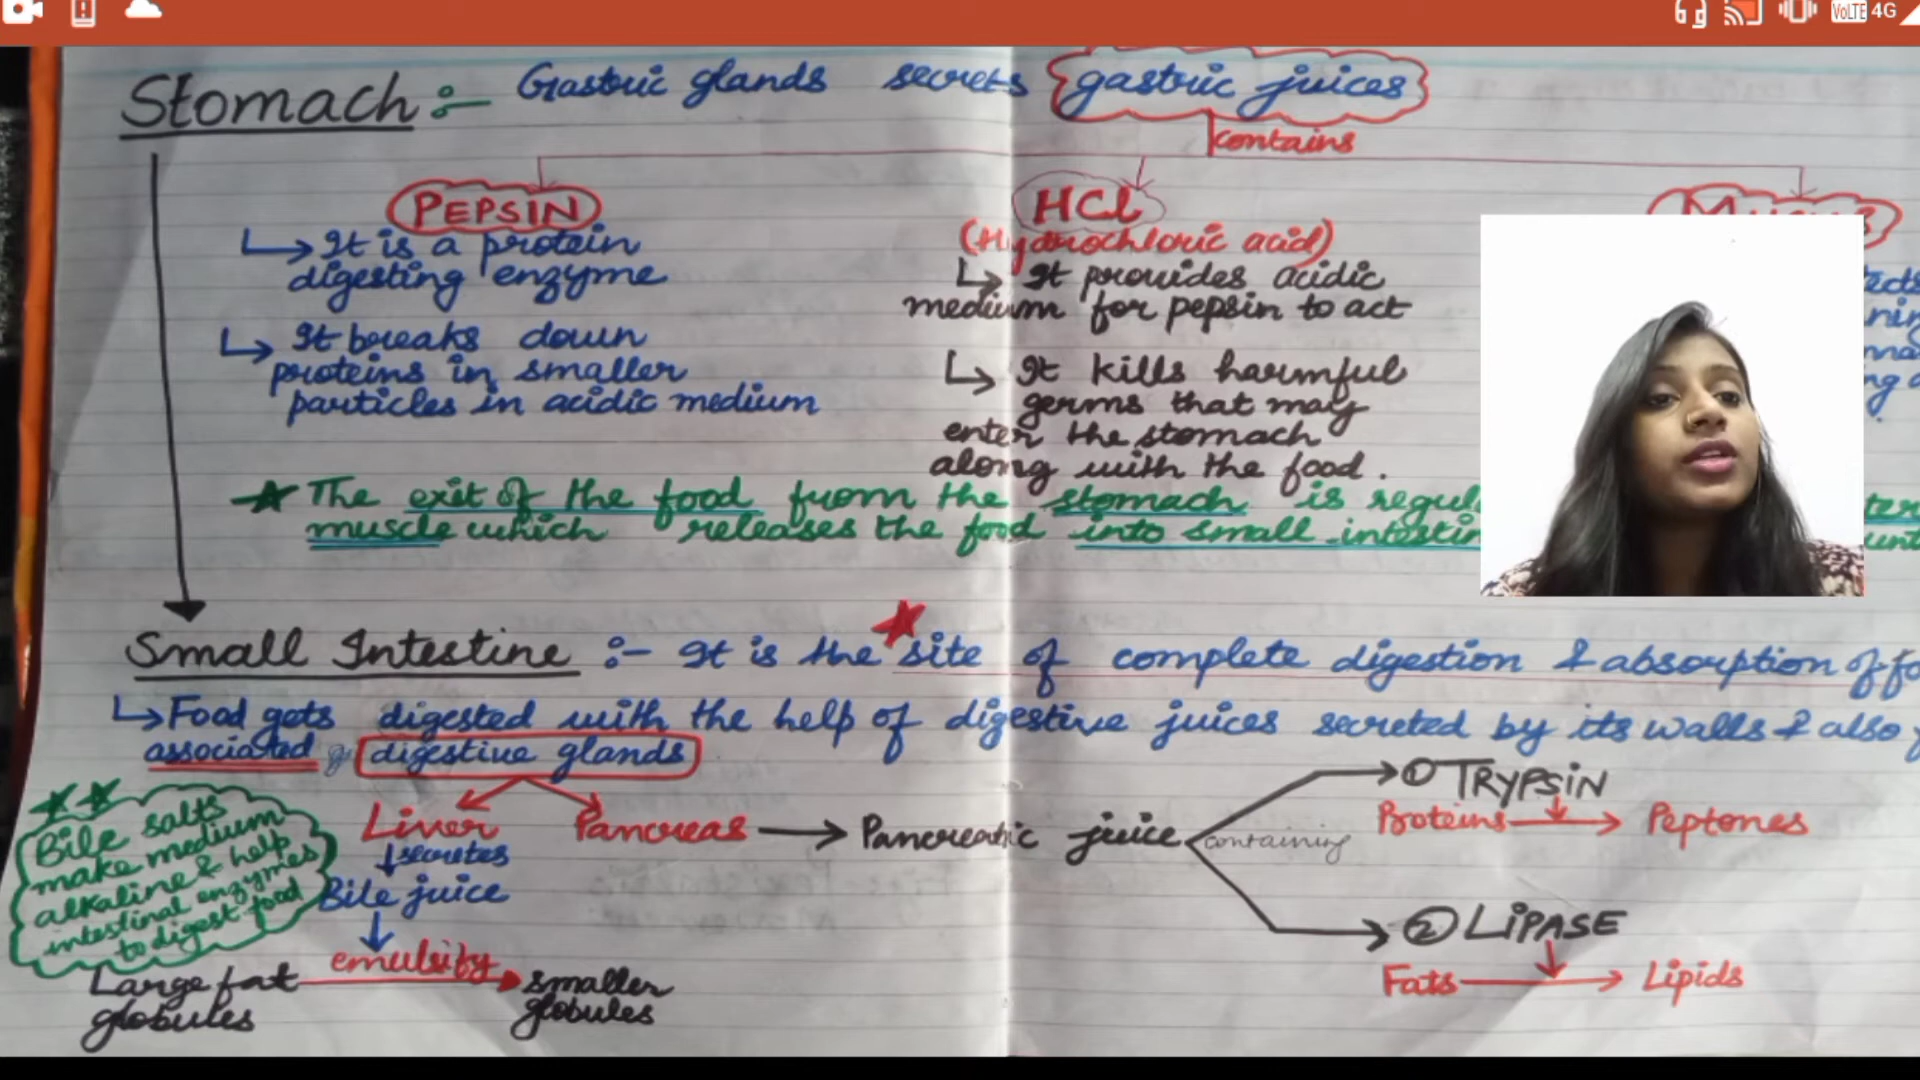 VoLTE 4G
Stomach :- Gastric glands secrets gastric juices
contains
PEPSIN
↳ It is a protein
digesting enzyme
↳ It breaks down
proteins in smaller
particles in acidic medium
HCl
(Hydrochloric acid)
↳ It provides acidic
medium for pepsin to act
↳ It kills harmful
germs that may
enter the stomach
along with the food.
★ The exit of the food from the stomach is regul
muscle which releases the food into small intestin
Small Intestine :- It is the site of complete digestion & absorption of fo
↳ Food gets digested with the help of digestive juices secreted by its walls & also
associated digestive glands
Bile salts
make medium
alkaline & help
intestinal enzymes
to digest food
Liver
↓ secretes
Bile juice
Large fat emulsify smaller
globules globules
Pancreas → Pancreatic juice containing
① TRYPSIN
Proteins → Peptones
② LIPASE
Fats → Lipids